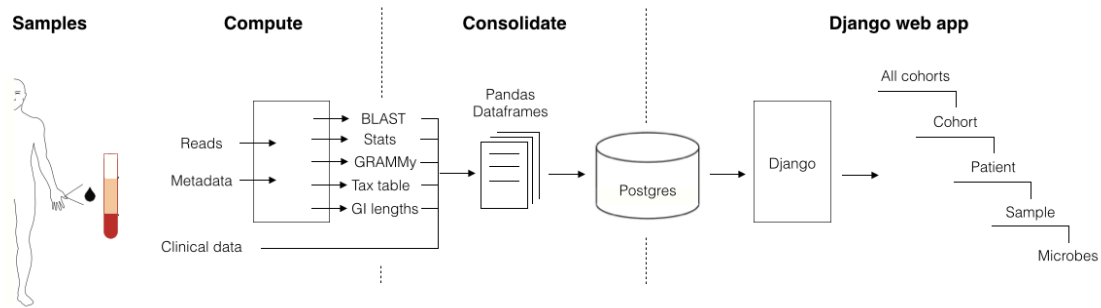 Samples
Compute
Consolidate
Django web app
Reads
Metadata
Clinical data
BLAST
Stats
GRAMMy
Tax table
GI lengths
Pandas
Dataframes
Postgres
Django
All cohorts
Cohort
Patient
Sample
Microbes